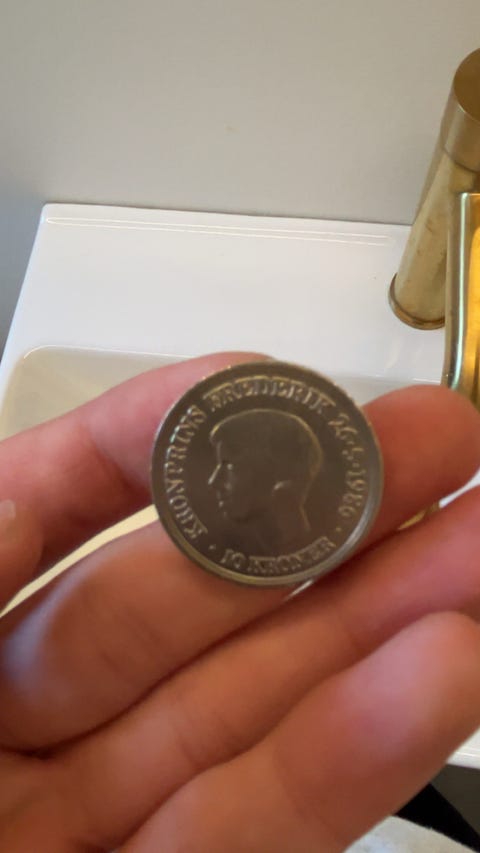 KRONPRINS FREDERIK 26·5·1986
· 10 KRONER ·